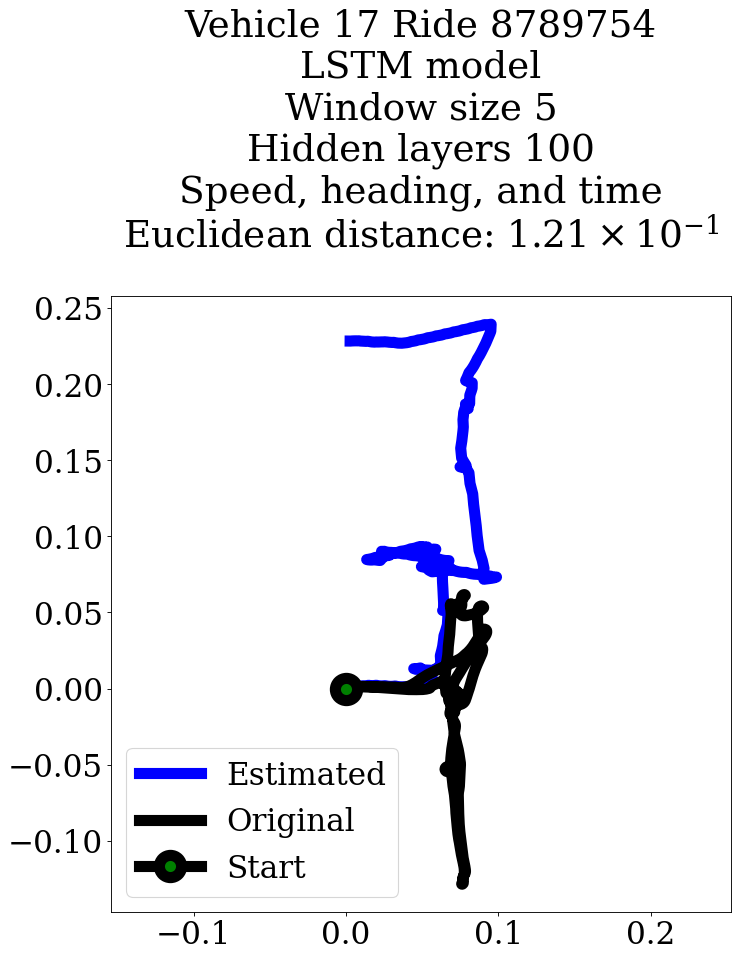 Vehicle 17 Ride 8789754
LSTM model
Window size 5
Hidden layers 100
Speed, heading, and time
Euclidean distance: 1.21 × 10⁻¹
0.25
0.20
0.15
0.10
0.05
0.00
−0.05
−0.10
Estimated
Original
Start
−0.1
0.0
0.1
0.2